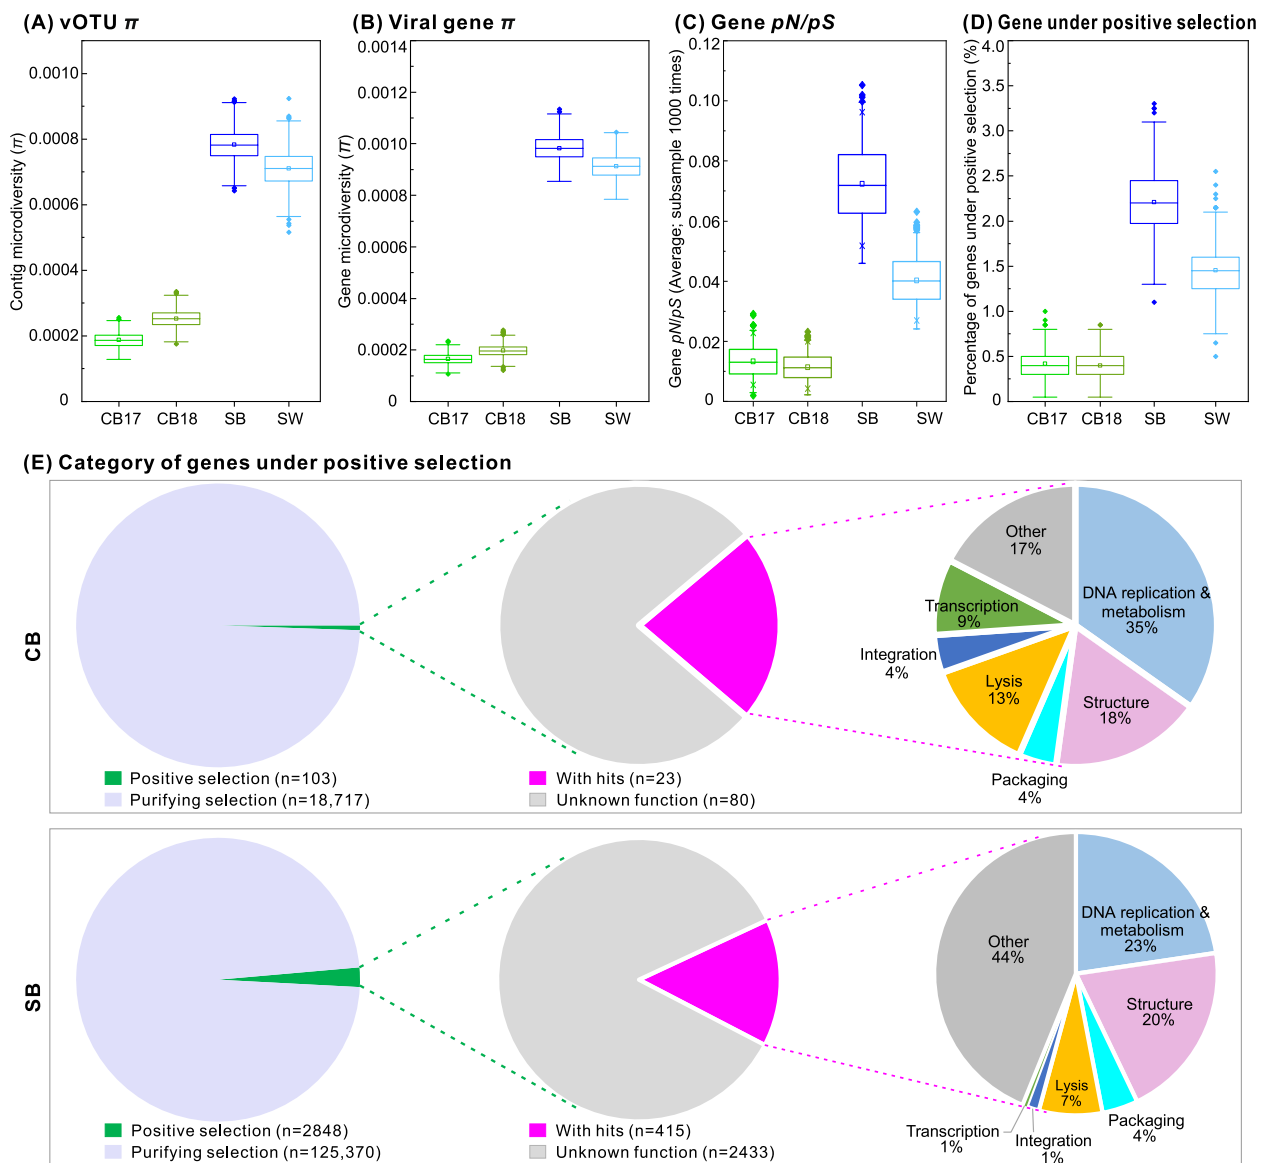 (A) vOTU π
Contig microdiversity (π)
0.0010
0.0008
0.0006
0.0004
0.0002
0
CB17 CB18 SB SW
(B) Viral gene π
Gene microdiversity (π)
0.0014
0.0012
0.0010
0.0008
0.0006
0.0004
0.0002
0
CB17 CB18 SB SW
(C) Gene pN/pS
Gene pN/pS (Average; subsample 1000 times)
0.12
0.10
0.08
0.06
0.04
0.02
0
CB17 CB18 SB SW
(D) Gene under positive selection
Percentage of genes under positive selection (%)
4.0
3.5
3.0
2.5
2.0
1.5
1.0
0.5
0
CB17 CB18 SB SW
(E) Category of genes under positive selection
CB
Positive selection (n=103)
Purifying selection (n=18,717)
With hits (n=23)
Unknown function (n=80)
Other
17%
DNA replication &
metabolism
35%
Transcription
9%
Integration
4%
Lysis
13%
Structure
18%
Packaging
4%
SB
Positive selection (n=2848)
Purifying selection (n=125,370)
With hits (n=415)
Unknown function (n=2433)
DNA replication &
metabolism
23%
Other
44%
Structure
20%
Lysis
7%
Packaging
4%
Transcription
1%
Integration
1%